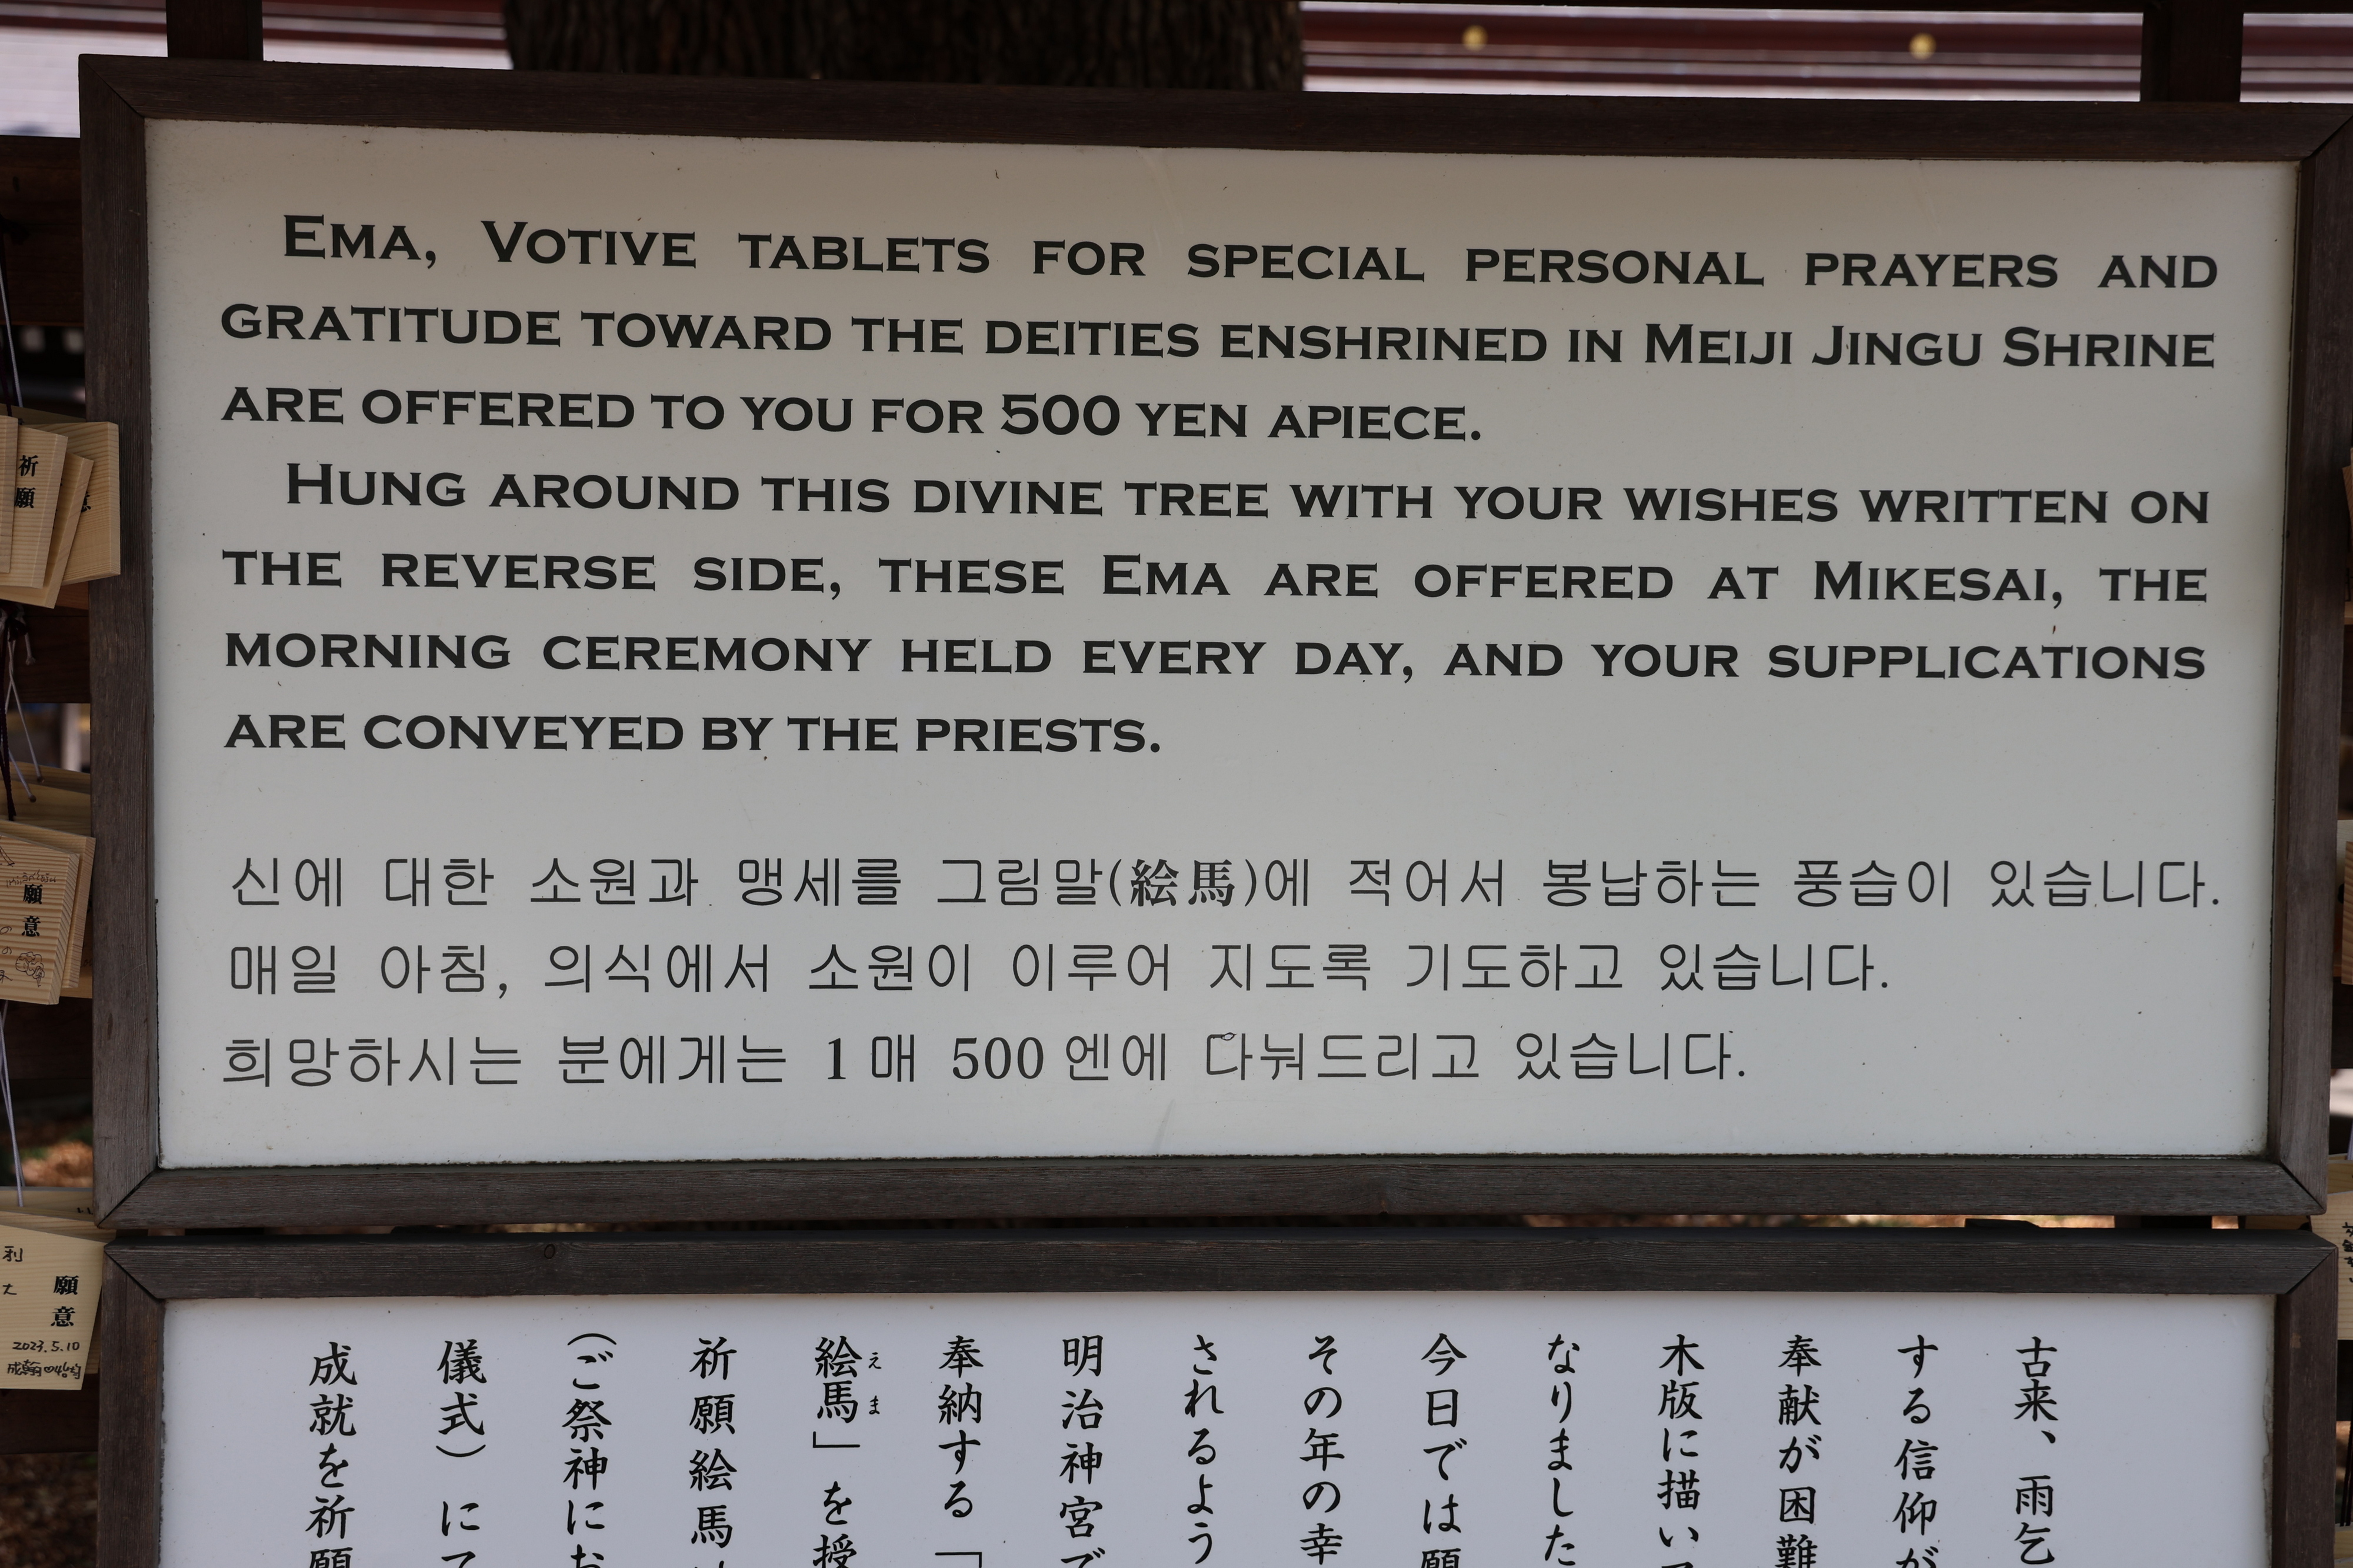 Ema, Votive tablets for special personal prayers and
gratitude toward the deities enshrined in Meiji Jingu Shrine
are offered to you for 500 yen apiece.
Hung around this divine tree with your wishes written on
the reverse side, these Ema are offered at Mikesai, the
morning ceremony held every day, and your supplications
are conveyed by the priests.
신에 대한 소원과 맹세를 그림말(絵馬)에 적어서 봉납하는 풍습이 있습니다.
매일 아침, 의식에서 소원이 이루어 지도록 기도하고 있습니다.
희망하시는 분에게는 1매 500엔에 다눠드리고 있습니다.
古来、雨乞
する信仰が
奉献が困難
木版に描い
なりました
今日では願
その年の幸
されるよう
明治神宮で
奉納する「
絵馬」を授
えま
祈願絵馬
(ご祭神にお
儀式)にて
成就を祈願
祈願
願意
願意
2023.5.10